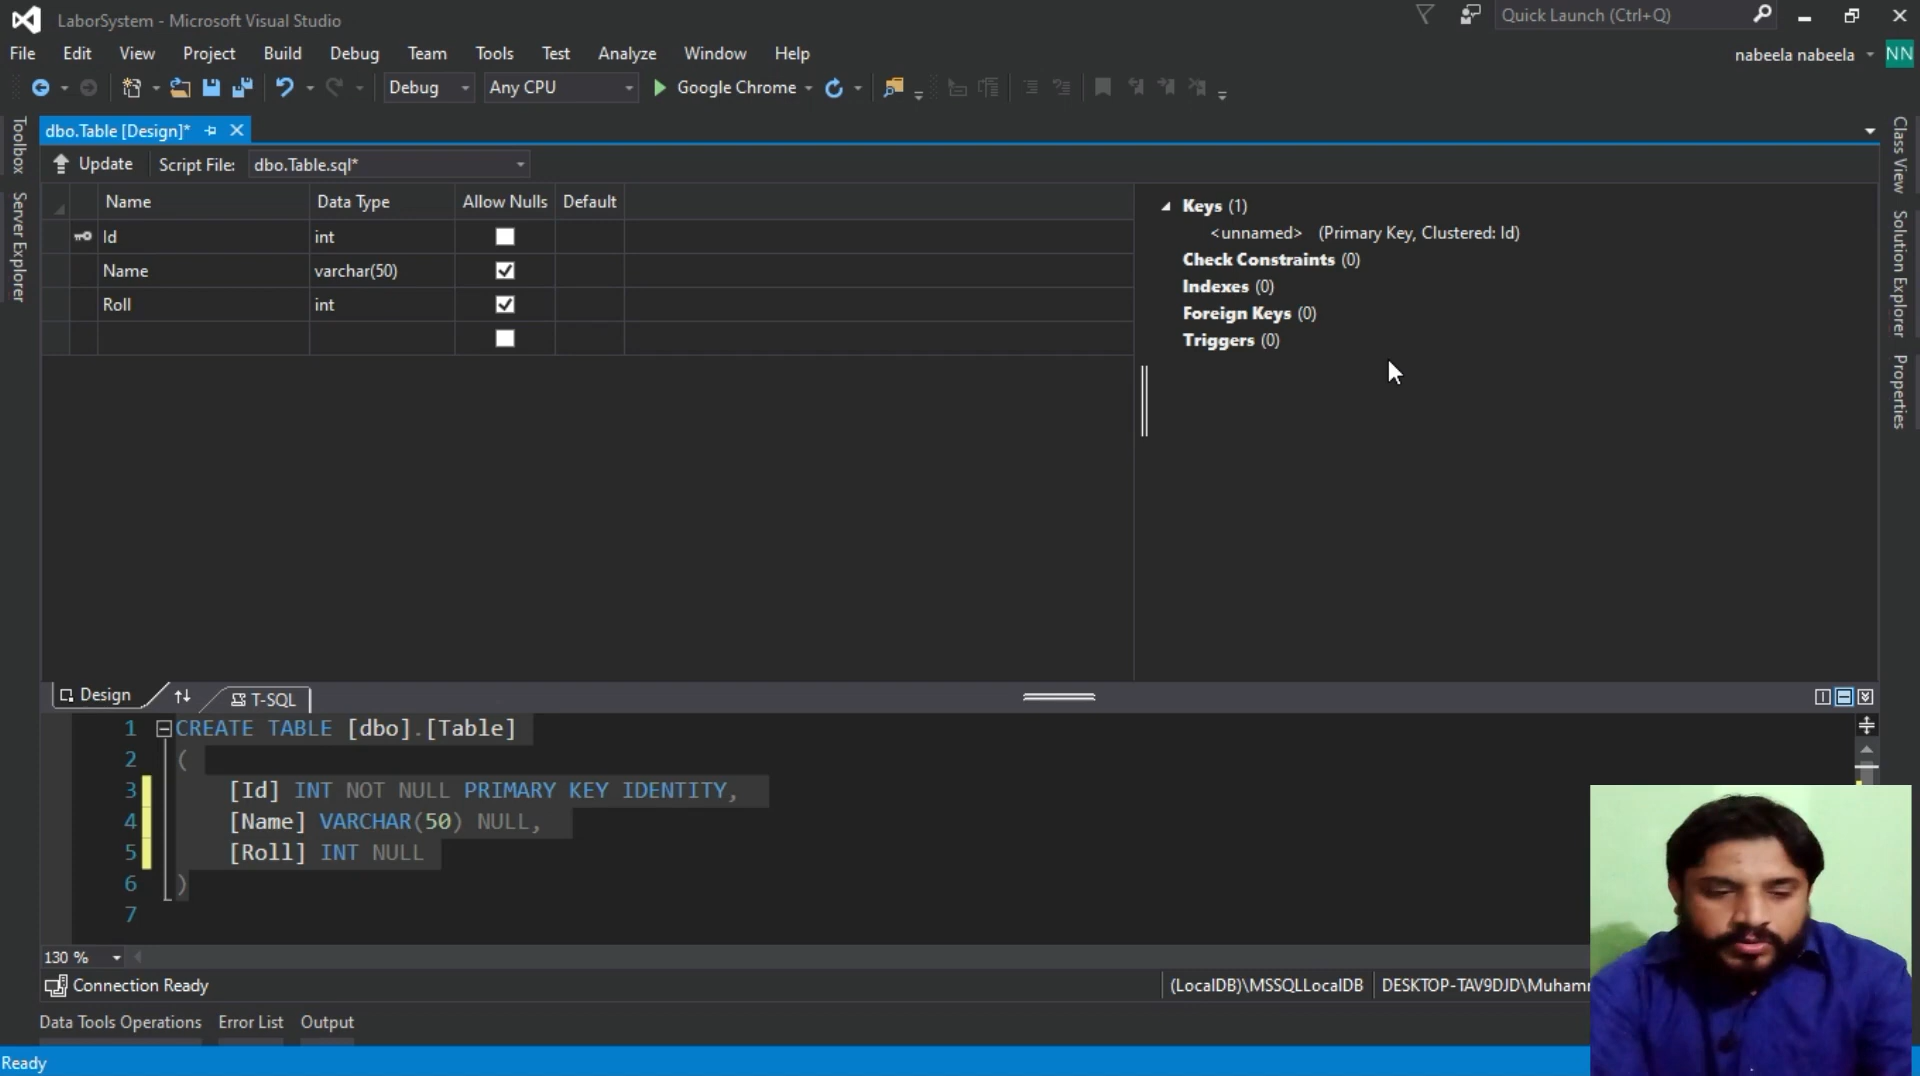 LaborSystem - Microsoft Visual Studio
Quick Launch (Ctrl+Q)
File Edit View Project Build Debug Team Tools Test Analyze Window Help
nabeela nabeela NN
Debug Any CPU Google Chrome
Toolbox
Server Explorer
dbo.Table [Design]*
Update Script File: dbo.Table.sql*
Name Data Type Allow Nulls Default
Id int
Name varchar(50)
Roll int
Keys (1)
<unnamed> (Primary Key, Clustered: Id)
Check Constraints (0)
Indexes (0)
Foreign Keys (0)
Triggers (0)
Class View
Solution Explorer
Properties
Design T-SQL
1 CREATE TABLE [dbo].[Table]
2 (
3 [Id] INT NOT NULL PRIMARY KEY IDENTITY,
4 [Name] VARCHAR(50) NULL,
5 [Roll] INT NULL
6 )
7
130 %
Connection Ready (LocalDB)\MSSQLLocalDB DESKTOP-TAV9DJD\Muhamm
Data Tools Operations Error List Output
Ready